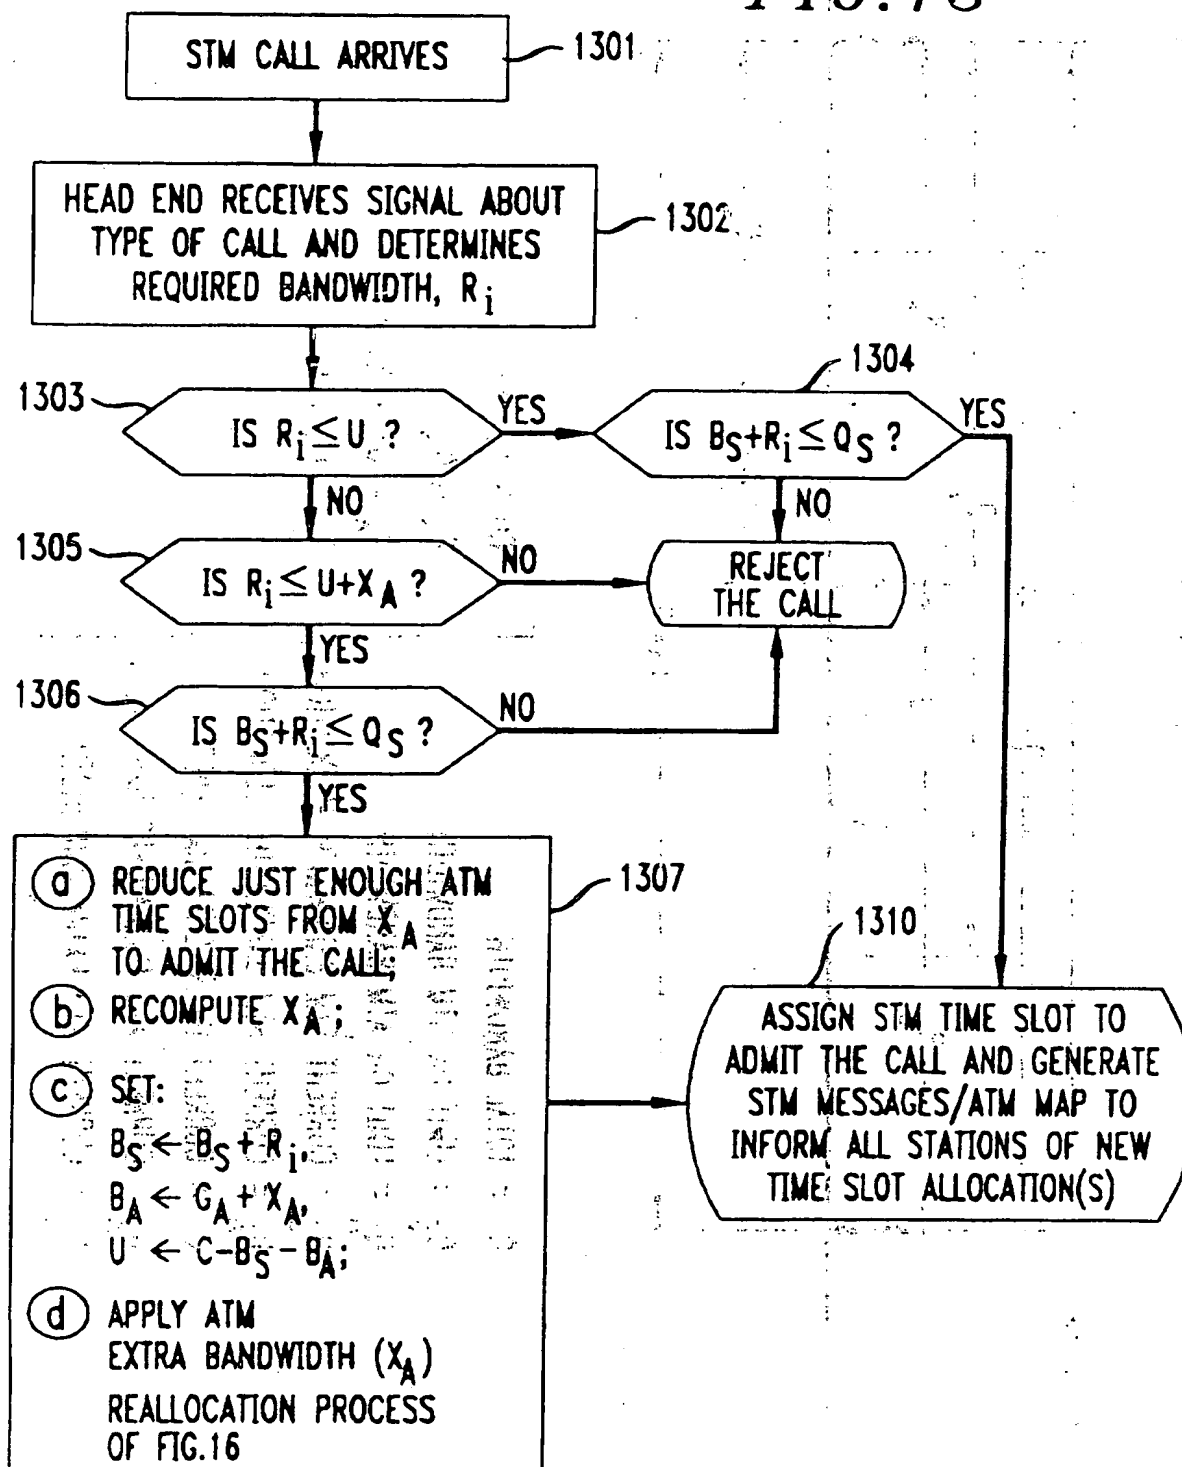 STM CALL ARRIVES
1301
HEAD END RECEIVES SIGNAL ABOUT
TYPE OF CALL AND DETERMINES
REQUIRED BANDWIDTH, Ri
1302
1303
IS Ri ≤ U ?
YES
1304
IS BS+Ri ≤ QS ?
YES
NO
NO
1305
IS Ri ≤ U+XA ?
NO
REJECT
THE CALL
YES
1306
IS BS+Ri ≤ QS ?
NO
YES
1307
a REDUCE JUST ENOUGH ATM
TIME SLOTS FROM XA
TO ADMIT THE CALL;
b RECOMPUTE XA;
c SET:
BS ← BS + Ri,
BA ← GA + XA,
U ← C-BS - BA;
d APPLY ATM
EXTRA BANDWIDTH (XA)
REALLOCATION PROCESS
OF FIG.16
1310
ASSIGN STM TIME SLOT TO
ADMIT THE CALL AND GENERATE
STM MESSAGES/ATM MAP TO
INFORM ALL STATIONS OF NEW
TIME SLOT ALLOCATION(S)